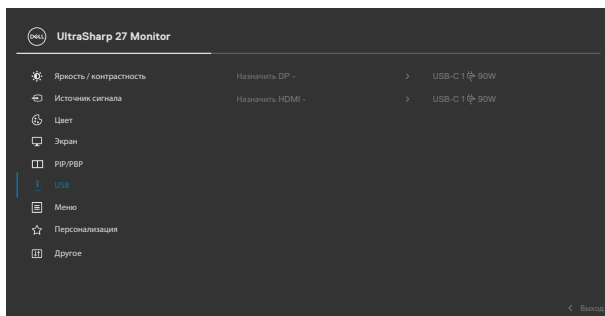 DELL UltraSharp 27 Monitor
Яркость / контрастность Назначить DP - > USB-C 1 90W
Источник сигнала Назначить HDMI - > USB-C 1 90W
Цвет
Экран
PIP/PBP
USB
Меню
Персонализация
Другое
< Выход